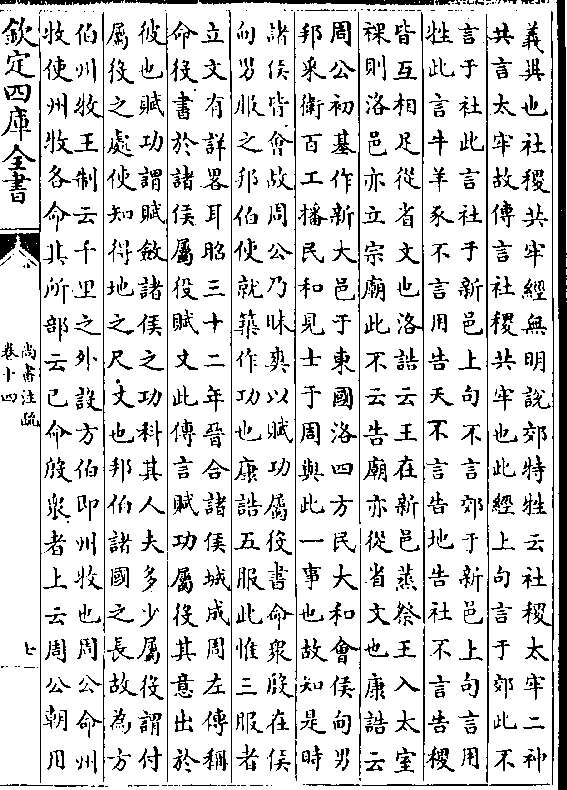 義異也社稷共牢經無明說郊特牲云社稷太牢二神
共言太牢故傳言社稷共牢也此經上句言于郊此不
言于社此言社于新邑上句不言郊于新邑上句言用
牲此言牛羊豕不言用告天不言告地告社不言告稷
皆互相足從省文也洛誥云王在新邑蒸祭王入太室
祼則洛邑亦立宗廟此不云告廟亦從省文也康誥云
周公初基作新大邑于東國洛四方民大和會侯甸男
邦采衛百工播民和見士于周與此一事也故知是時
諸侯皆會故周公乃昧爽以賦功屬役書命衆殷在侯
甸男服之邦伯使就築作功也康誥五服此惟三服者
立文有詳畧耳昭三十二年晉合諸侯城成周左傳稱
命役書於諸侯屬役賦丈此傳言賦功屬役其意出於
彼也賦功謂賦斂諸侯之功科其人夫多少屬役謂付
屬役之處使知得地之尺丈也邦伯諸國之長故為方
伯州牧王制云千里之外設方伯即州牧也周公命州
牧使州牧各命其所部云已命殷衆者上云周公朝用
欽定四庫全書
尚書注疏
卷十四
七